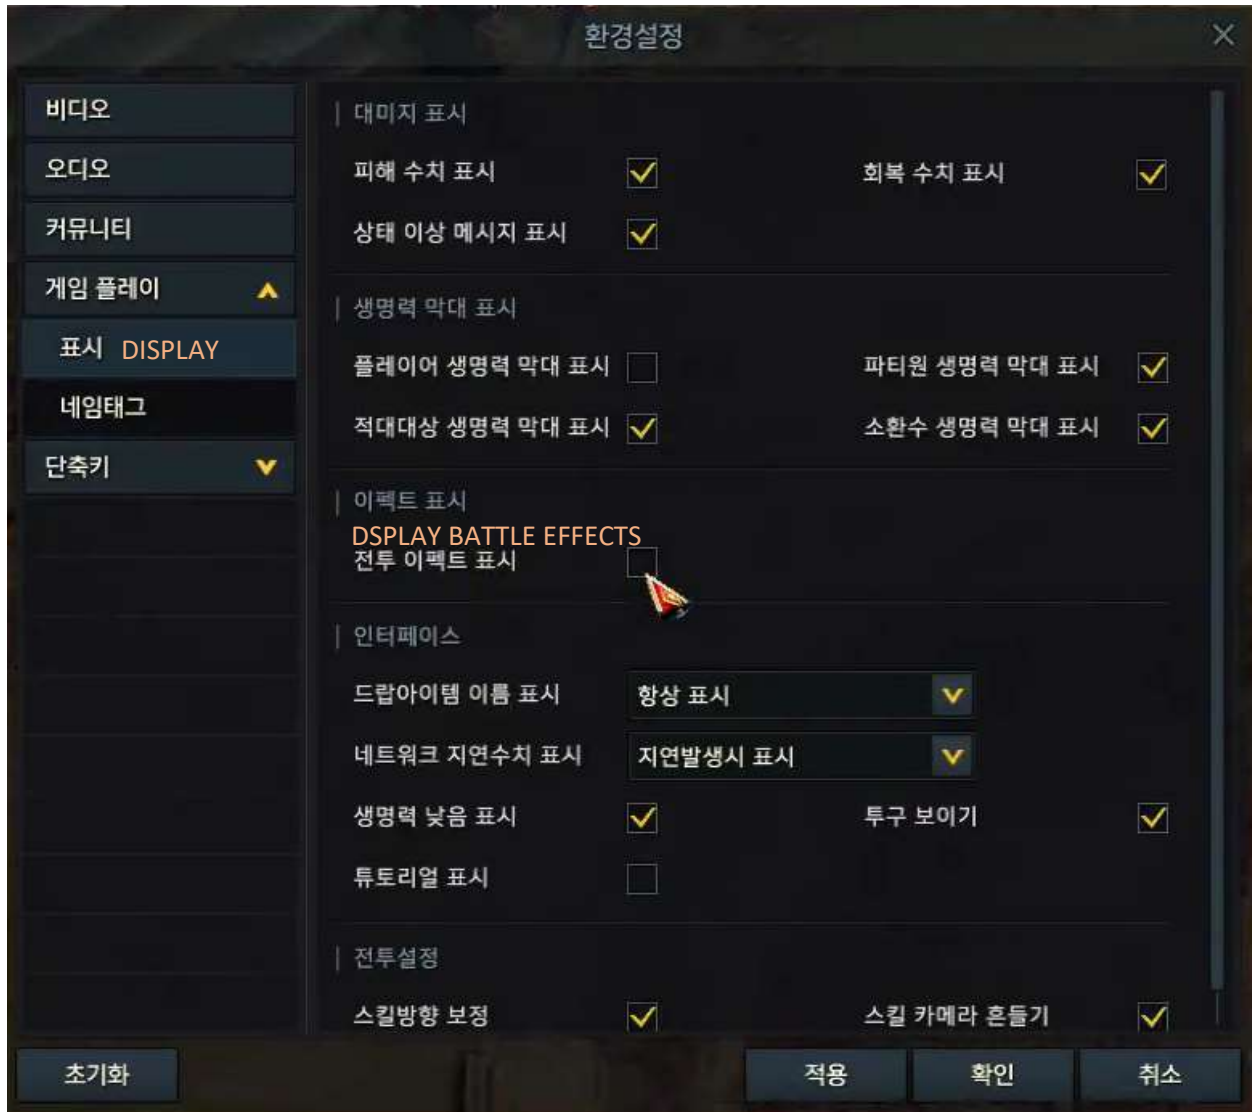 환경설정
비디오
오디오
커뮤니티
게임 플레이
표시 DISPLAY
네임태그
단축키
대미지 표시
피해 수치 표시
회복 수치 표시
상태 이상 메시지 표시
생명력 막대 표시
플레이어 생명력 막대 표시
파티원 생명력 막대 표시
적대대상 생명력 막대 표시
소환수 생명력 막대 표시
이펙트 표시
DSPLAY BATTLE EFFECTS
전투 이펙트 표시
인터페이스
드랍아이템 이름 표시
항상 표시
네트워크 지연수치 표시
지연발생시 표시
생명력 낮음 표시
투구 보이기
튜토리얼 표시
전투설정
스킬방향 보정
스킬 카메라 흔들기
초기화
적용
확인
취소